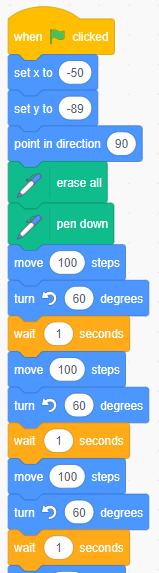 when clicked
set x to -50
set y to -89
point in direction 90
erase all
pen down
move 100 steps
turn 60 degrees
wait 1 seconds
move 100 steps
turn 60 degrees
wait 1 seconds
move 100 steps
turn 60 degrees
wait 1 seconds